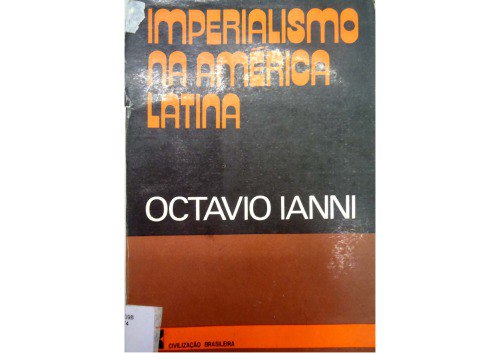 IMPERIALISMO
NA AMÉRICA
LATINA
OCTAVIO IANNI
CIVILIZAÇÃO BRASILEIRA